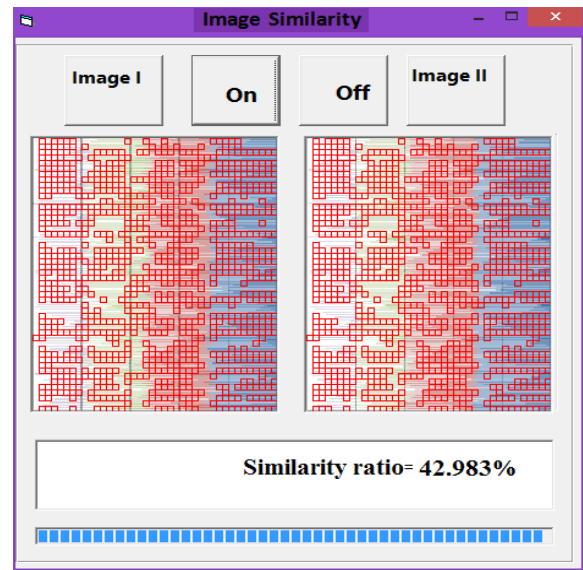 Image Similarity
Image I
On
Off
Image II
Similarity ratio= 42.983%